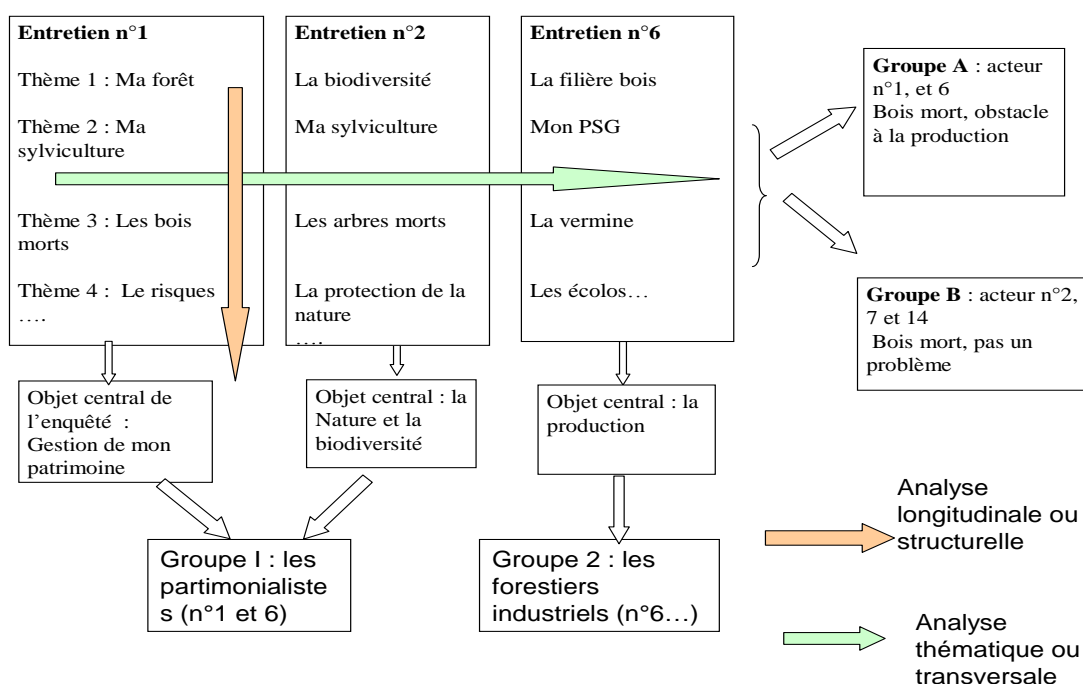 Entretien n°1
Thème 1 : Ma forêt
Thème 2 : Ma
sylviculture
Thème 3 : Les bois
morts
Thème 4 :  Le risques
….
Entretien n°2
La biodiversité
Ma sylviculture
Les arbres morts
La protection de la
nature
….
Entretien n°6
La filière bois
Mon PSG
La vermine
Les écolos…
Groupe A : acteur
n°1, et 6
Bois mort, obstacle
à la production
Groupe B : acteur n°2,
7 et 14
Bois mort, pas un
problème
Objet central de
l’enquêté :
Gestion de mon
patrimoine
Objet central : la
Nature et la
biodiversité
Objet central : la
production
Groupe I : les
partimonialiste
s (n°1 et 6)
Groupe 2 : les
forestiers
industriels (n°6…)
Analyse
longitudinale ou
structurelle
Analyse
thématique ou
transversale